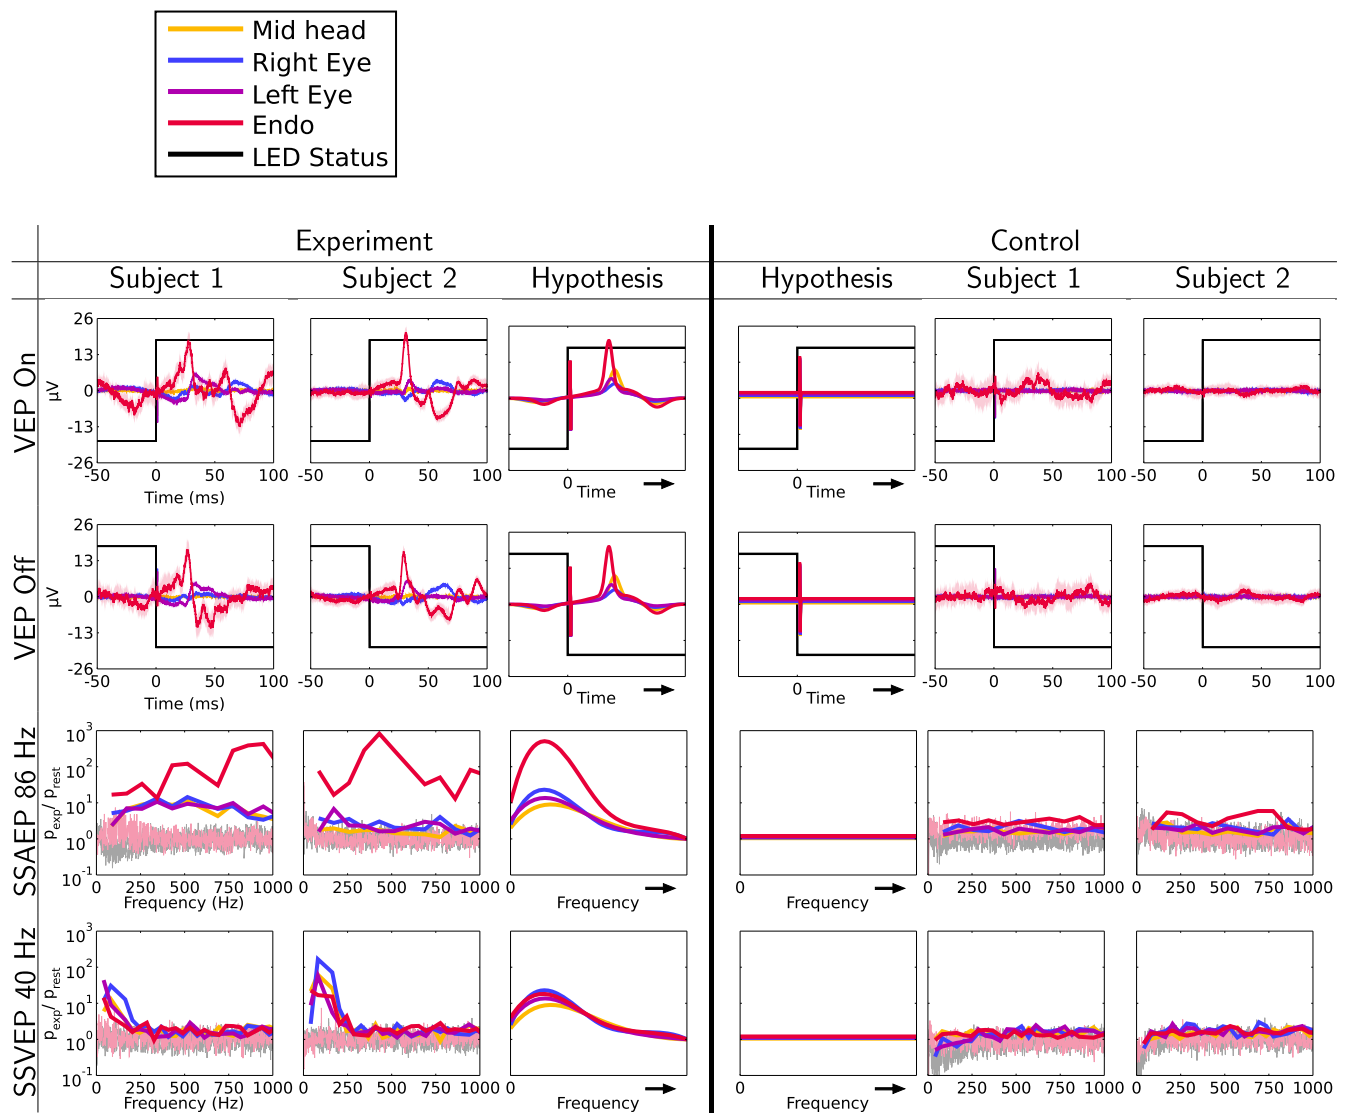 Mid head
Right Eye
Left Eye
Endo
LED Status
Experiment Control
Subject 1 Subject 2 Hypothesis Hypothesis Subject 1 Subject 2
VEP On
µV
26
13
0
-13
-26
-50 0 50 100 0 50 100 0 0 -50 0 50 100 -50 0 50 100
Time (ms) Time Time
VEP Off
µV
26
13
0
-13
-26
-50 0 50 100 0 50 100 0 0 -50 0 50 100 -50 0 50 100
Time (ms) Time Time
SSAEP 86 Hz
pexp/ prest
10^3
10^2
10^1
10^0
10^-1
0 250 500 750 1000 0 250 500 750 1000 0 0 0 250 500 750 1000 0 250 500 750 1000
Frequency (Hz) Frequency Frequency
SSVEP 40 Hz
pexp/ prest
10^3
10^2
10^1
10^0
10^-1
0 250 500 750 1000 0 250 500 750 1000 0 0 0 250 500 750 1000 0 250 500 750 1000
Frequency (Hz) Frequency Frequency